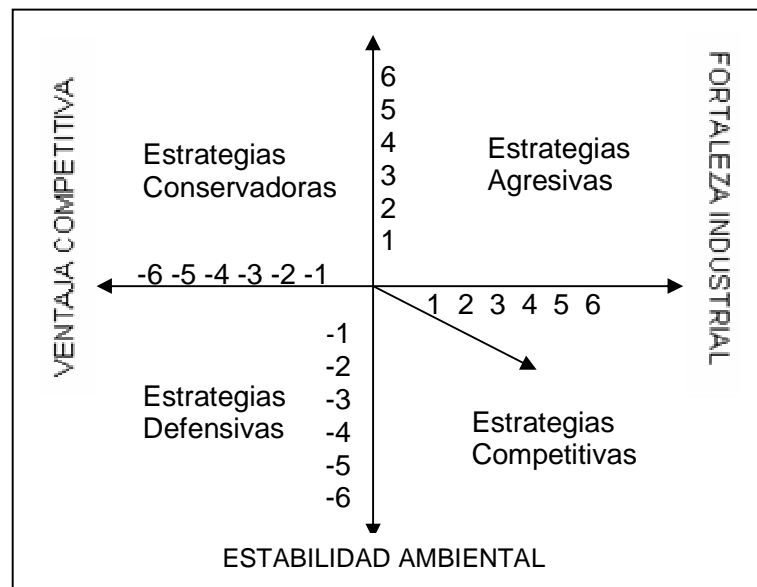 VENTAJA COMPETITIVA
FORTALEZA INDUSTRIAL
6
5
4
3
2
1
Estrategias
Conservadoras
Estrategias
Agresivas
-6 -5 -4 -3 -2 -1
1 2 3 4 5 6
-1
-2
-3
-4
-5
-6
Estrategias
Defensivas
Estrategias
Competitivas
ESTABILIDAD AMBIENTAL